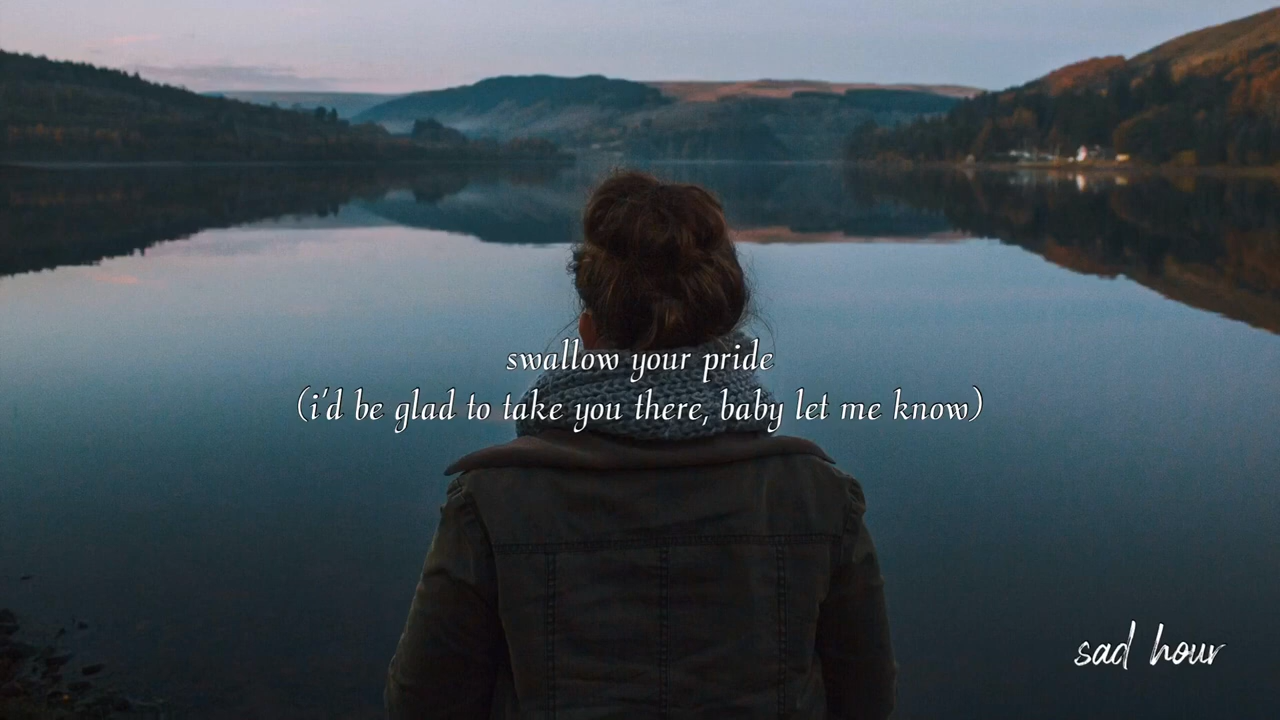 swallow your pride
(i'd be glad to take you there, baby let me know)
sad hour